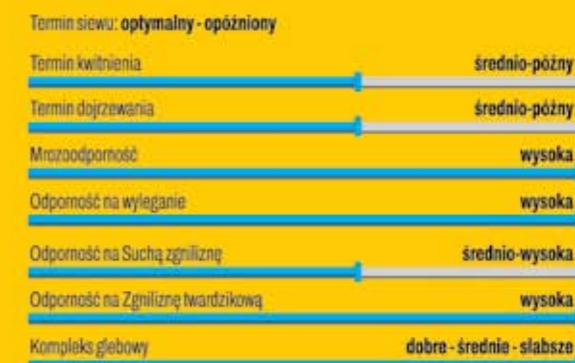 Termin siewu: optymalny - opóźniony
Termin kwitnienia średnio-późny
Termin dojrzewania średnio-późny
Mrozoodporność wysoka
Odporność na wyleganie wysoka
Odporność na Suchą zgniliznę średnio-wysoka
Odporność na Zgniliznę twardzikową wysoka
Kompleks glebowy dobre - średnie - słabsze